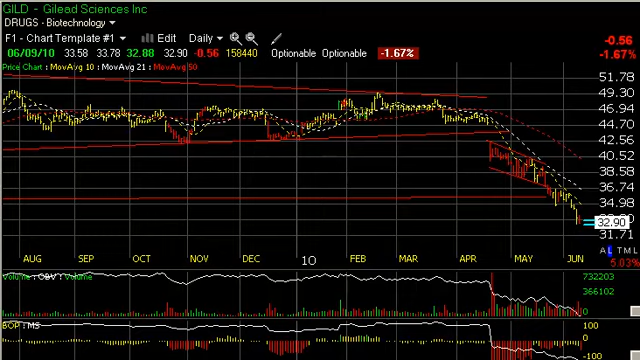 GILD - Gilead Sciences Inc
DRUGS - Biotechnology
F1 - Chart Template #1 Edit Daily
-0.56
06/09/10 33.58 33.78 32.88 32.90 -0.56 158440 Optionable Optionable -1.67%
-1.67%
Price Chart : MovAvg 10 : MovAvg 21 : MovAvg 50
51.78
49.30
46.94
44.70
42.56
40.52
38.58
36.74
34.98
32.90
31.71
AUG SEP OCT NOV DEC 10 FEB MAR APR MAY JUN
A L T M L
5.03%
Volume : OBV : Volume
732203
366102
0
BOP : MS
100
0
-100